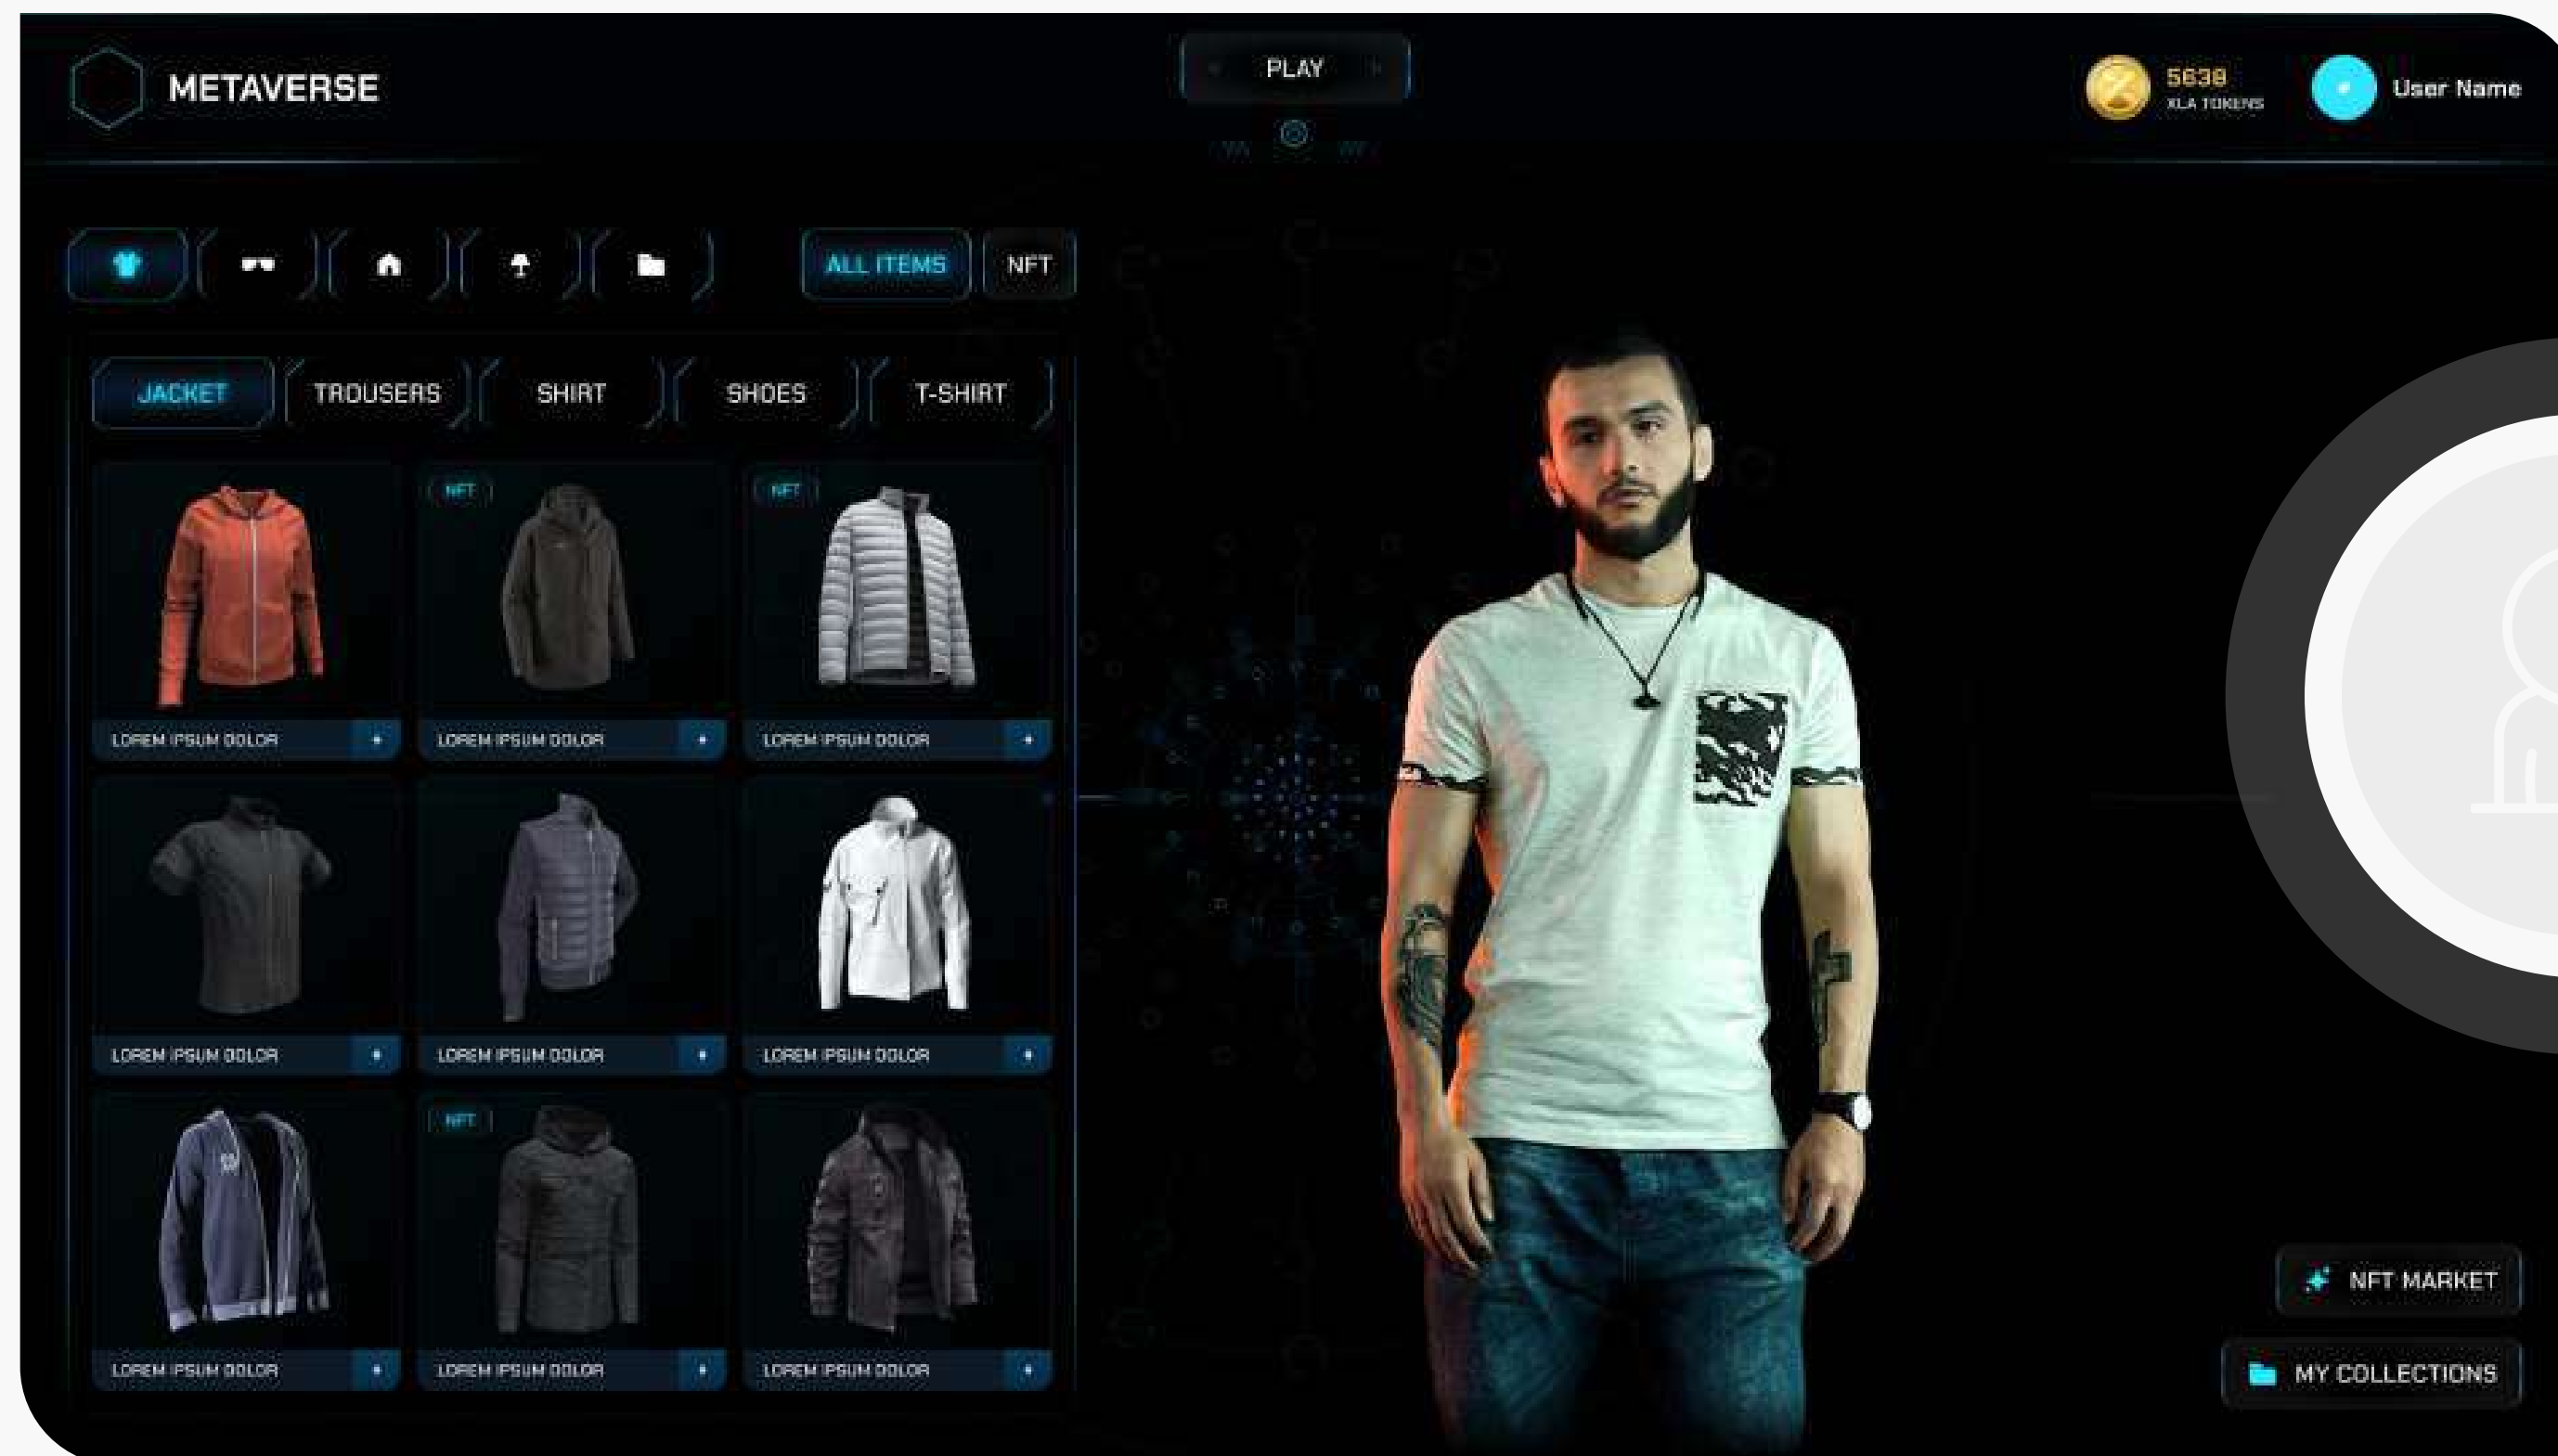 METAVERSE
PLAY
5638
XLA TOKENS
User Name
ALL ITEMS
NFT
JACKET
TROUSERS
SHIRT
SHOES
T-SHIRT
NFT
NFT
LOREM IPSUM DOLOR
LOREM IPSUM DOLOR
LOREM IPSUM DOLOR
LOREM IPSUM DOLOR
LOREM IPSUM DOLOR
LOREM IPSUM DOLOR
NFT
LOREM IPSUM DOLOR
LOREM IPSUM DOLOR
LOREM IPSUM DOLOR
NFT MARKET
MY COLLECTIONS